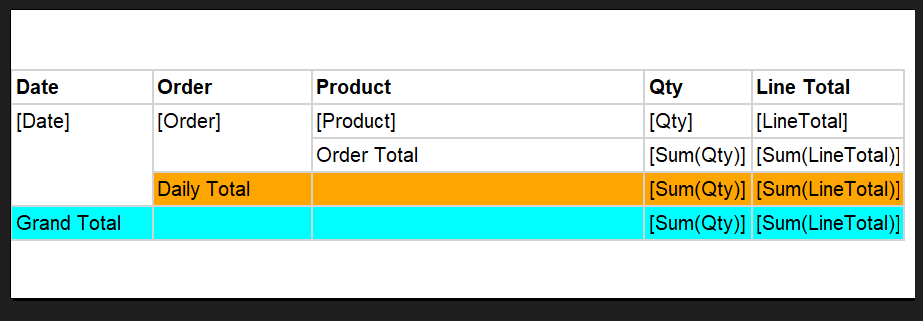 Date Order Product Qty Line Total
[Date] [Order] [Product] [Qty] [LineTotal]
Order Total [Sum(Qty)] [Sum(LineTotal)]
Daily Total [Sum(Qty)] [Sum(LineTotal)]
Grand Total [Sum(Qty)] [Sum(LineTotal)]